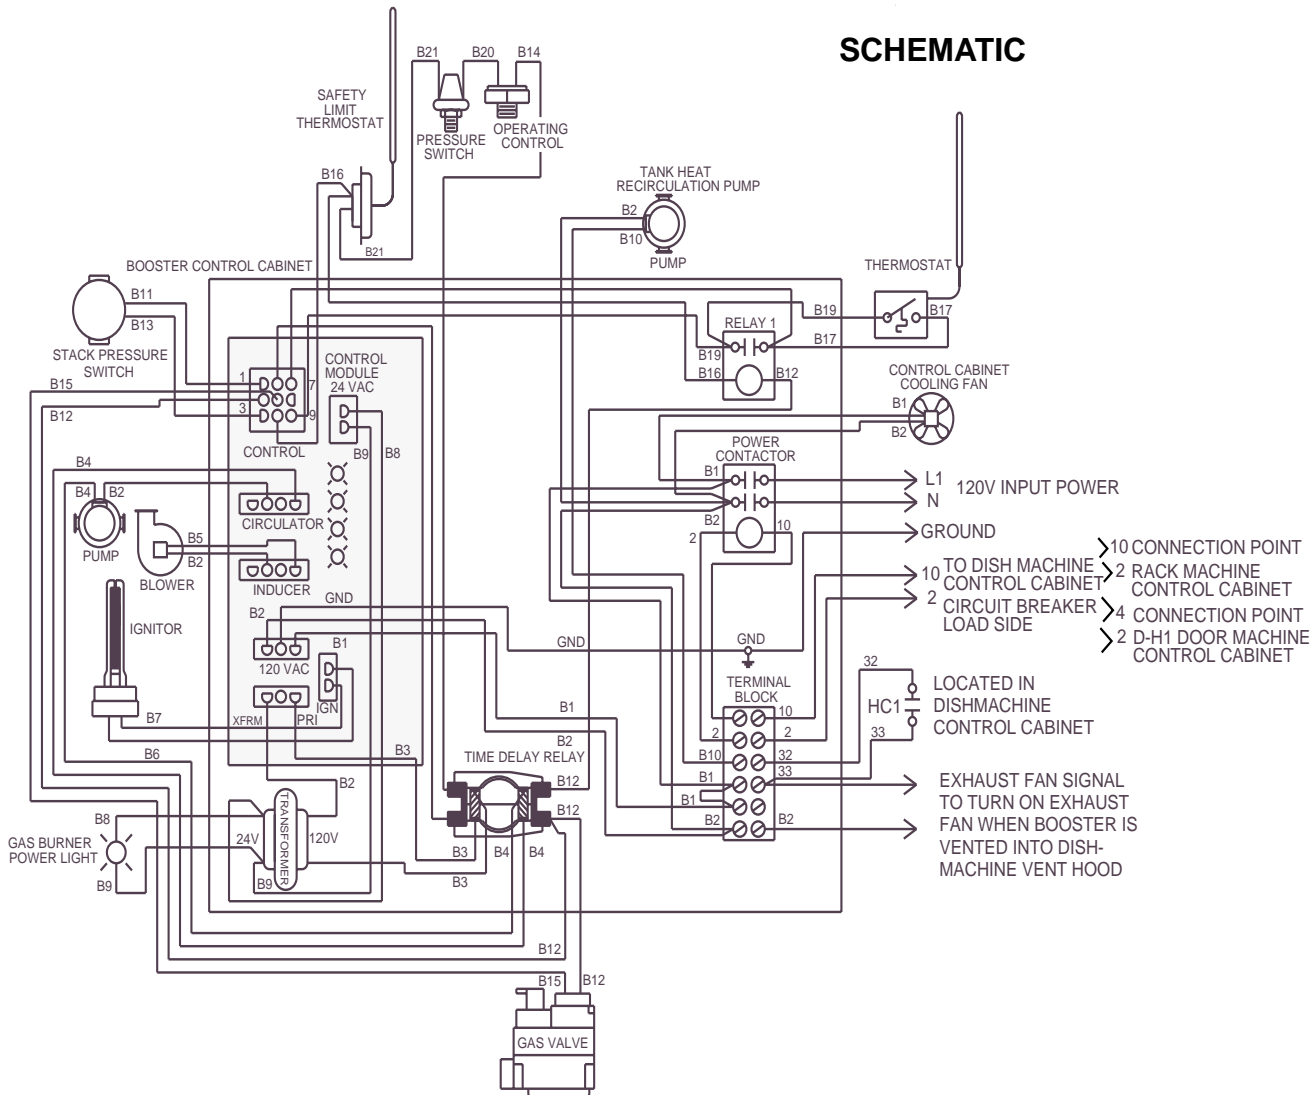 SCHEMATIC
B21
B20
B14
SAFETY
LIMIT
THERMOSTAT
PRESSURE
SWITCH
OPERATING
CONTROL
B16
B21
TANK HEAT
RECIRCULATION PUMP
B2
B10
PUMP
BOOSTER CONTROL CABINET
THERMOSTAT
B11
B13
STACK PRESSURE
SWITCH
B19
B17
B17
RELAY 1
B19
B16
B12
CONTROL
MODULE
24 VAC
1
7
3
9
CONTROL
B15
B12
B9
B8
CONTROL CABINET
COOLING FAN
B1
B2
POWER
CONTACTOR
B1
B2
2
10
L1
N
120V INPUT POWER
GROUND
B4
B4
B2
PUMP
CIRCULATOR
B5
B2
BLOWER
INDUCER
10
TO DISH MACHINE
CONTROL CABINET
2
CIRCUIT BREAKER
LOAD SIDE
10 CONNECTION POINT
2 RACK MACHINE
CONTROL CABINET
4 CONNECTION POINT
2 D-H1 DOOR MACHINE
CONTROL CABINET
IGNITOR
GND
B2
B1
120 VAC
IGN
XFRM
PRI
GND
GND
TERMINAL
BLOCK
10
2
2
B10
32
B1
33
B1
B2
B2
32
33
HC1
LOCATED IN
DISHMACHINE
CONTROL CABINET
B7
B6
B3
B1
B2
TIME DELAY RELAY
B12
B12
B3
B4
B4
B3
B2
EXHAUST FAN SIGNAL
TO TURN ON EXHAUST
FAN WHEN BOOSTER IS
VENTED INTO DISH-
MACHINE VENT HOOD
B8
24V
TRANSFORMER
120V
GAS BURNER
POWER LIGHT
B9
B9
B12
B15
B12
GAS VALVE